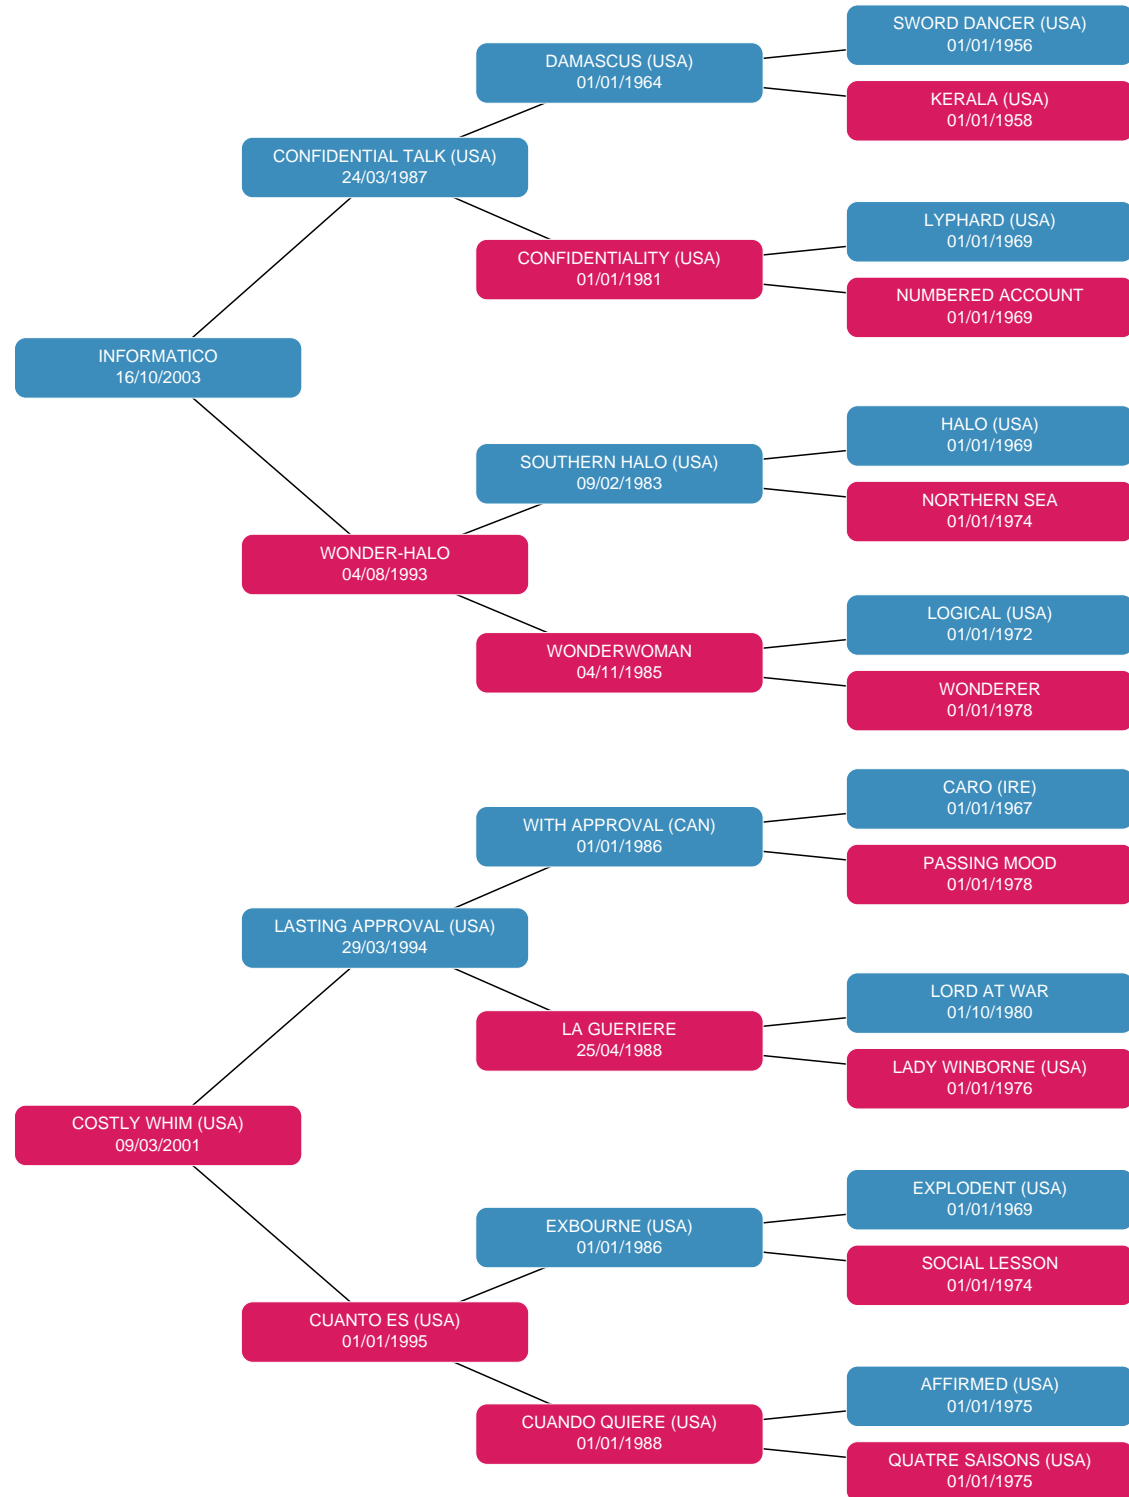 SWORD DANCER (USA)
01/01/1956
DAMASCUS (USA)
01/01/1964
KERALA (USA)
01/01/1958
CONFIDENTIAL TALK (USA)
24/03/1987
LYPHARD (USA)
01/01/1969
CONFIDENTIALITY (USA)
01/01/1981
NUMBERED ACCOUNT
01/01/1969
INFORMATICO
16/10/2003
HALO (USA)
01/01/1969
SOUTHERN HALO (USA)
09/02/1983
NORTHERN SEA
01/01/1974
WONDER-HALO
04/08/1993
LOGICAL (USA)
01/01/1972
WONDERWOMAN
04/11/1985
WONDERER
01/01/1978
CARO (IRE)
01/01/1967
WITH APPROVAL (CAN)
01/01/1986
PASSING MOOD
01/01/1978
LASTING APPROVAL (USA)
29/03/1994
LORD AT WAR
01/10/1980
LA GUERIERE
25/04/1988
LADY WINBORNE (USA)
01/01/1976
COSTLY WHIM (USA)
09/03/2001
EXPLODENT (USA)
01/01/1969
EXBOURNE (USA)
01/01/1986
SOCIAL LESSON
01/01/1974
CUANTO ES (USA)
01/01/1995
AFFIRMED (USA)
01/01/1975
CUANDO QUIERE (USA)
01/01/1988
QUATRE SAISONS (USA)
01/01/1975